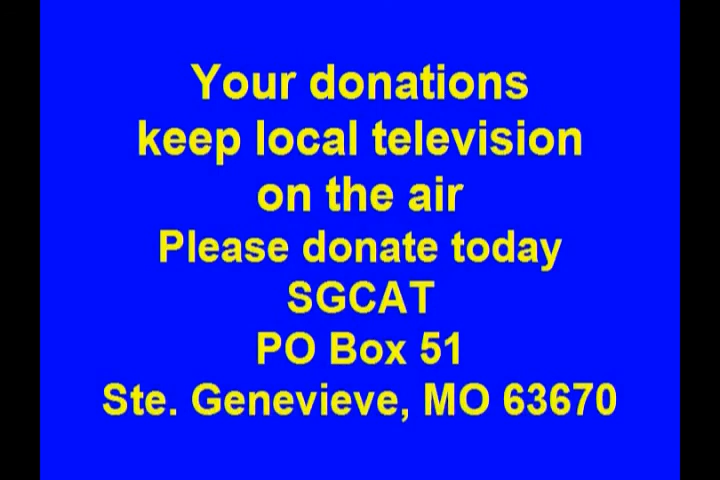 Your donations
keep local television
on the air
Please donate today
SGCAT
PO Box 51
Ste. Genevieve, MO 63670